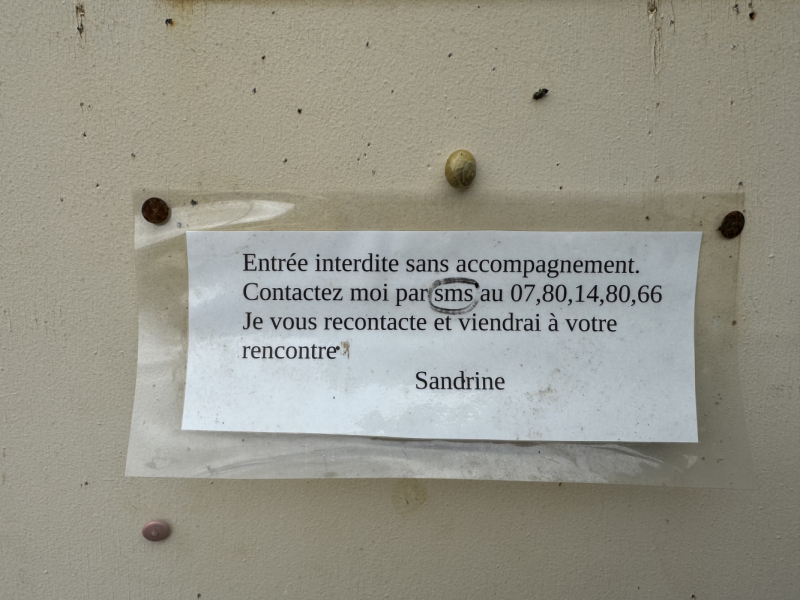 Entrée interdite sans accompagnement.
Contactez moi par sms au 07,80,14,80,66
Je vous recontacte et viendrai à votre
rencontre
Sandrine